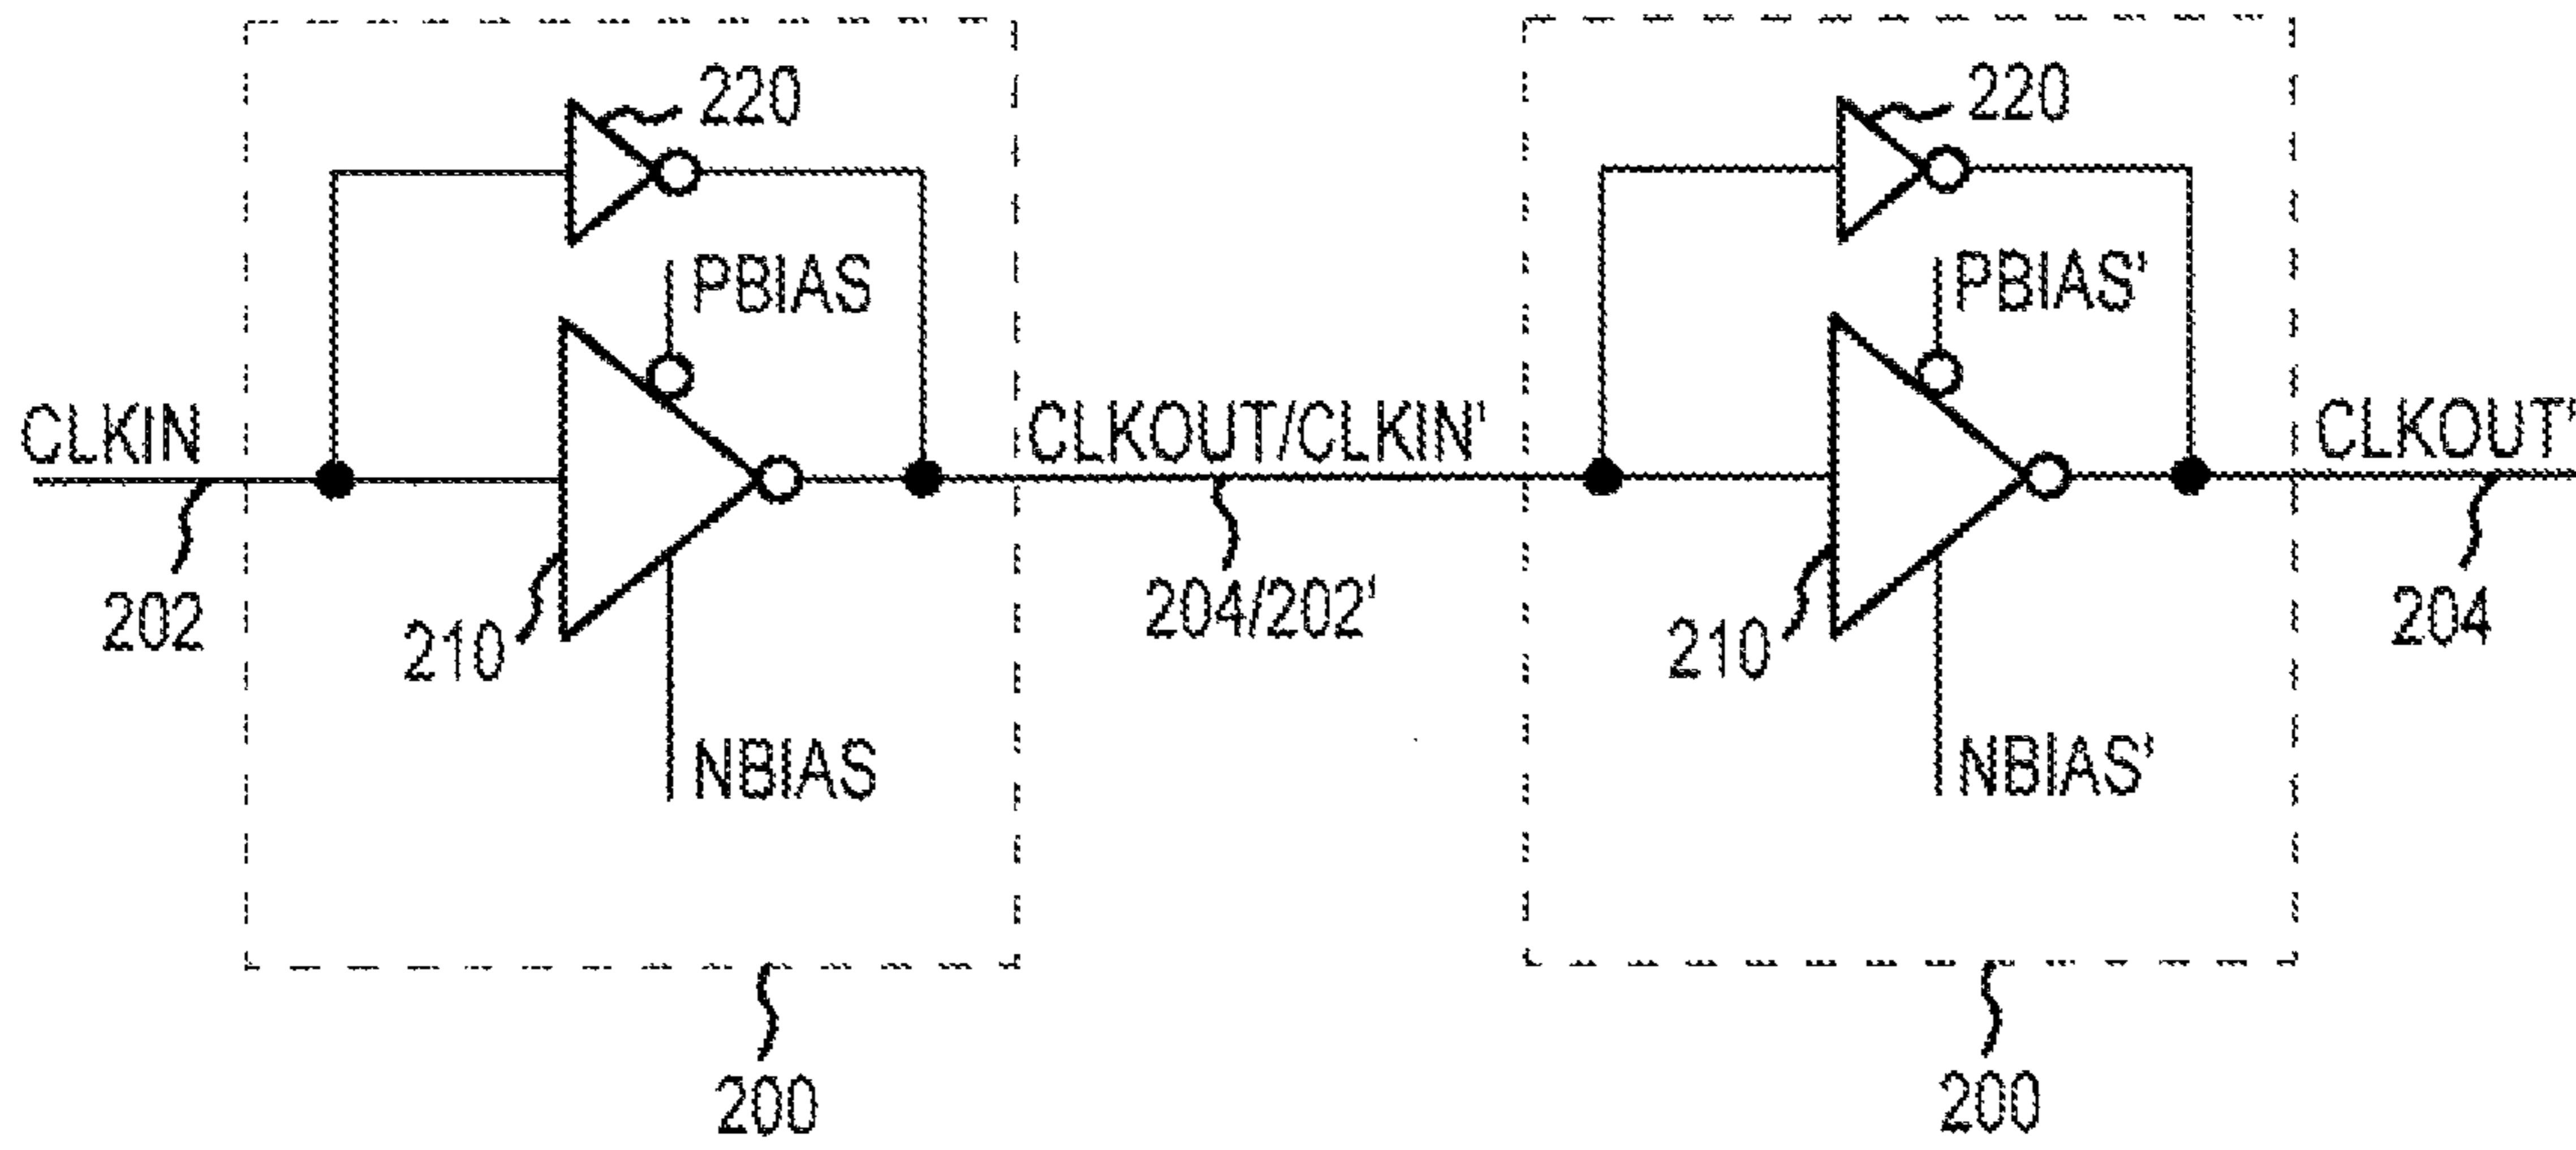 220
220
PBIAS
PBIAS'
CLKIN
CLKOUT/CLKIN'
CLKOUT'
202
210
204/202'
210
204
NBIAS
NBIAS'
200
200